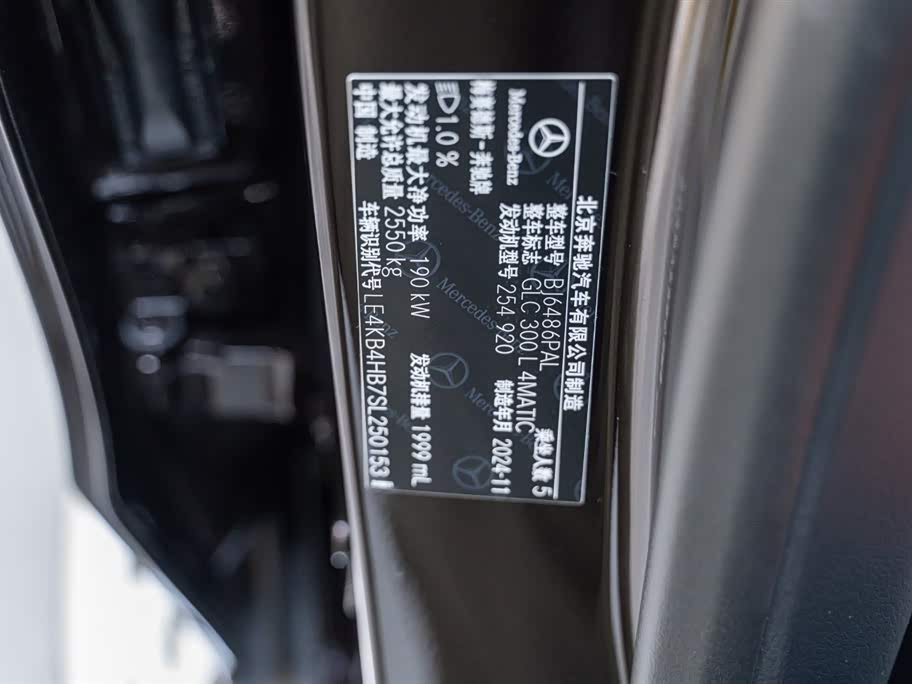 北京奔驰汽车有限公司制造
Mercedes-Benz
梅赛德斯-奔驰牌
整车型号 BJ6486PAL
乘坐人数 5
整车标志 GLC 300 L 4MATIC
发动机型号 254 920
制造年月 2024-11
1.0 %
发动机最大净功率 190 kW
发动机排量 1999 mL
最大允许总质量 2550 kg
中国 制造
车辆识别代号 LE4KB4HB7SL250153